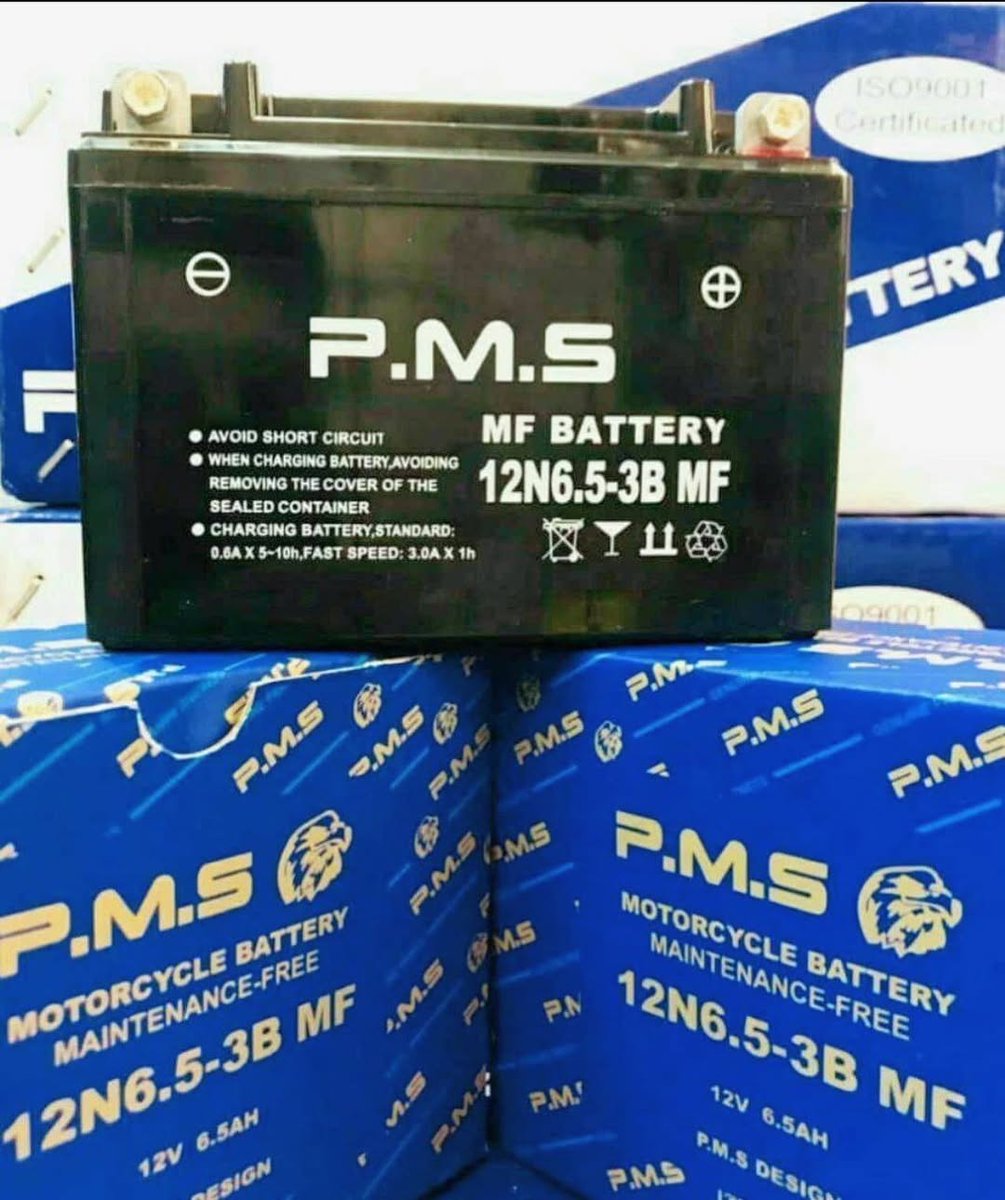 ISO9001
Certificated
TTERY
P.M.S
MF BATTERY
12N6.5-3B MF
● AVOID SHORT CIRCUIT
● WHEN CHARGING BATTERY,AVOIDING
REMOVING THE COVER OF THE
SEALED CONTAINER
● CHARGING BATTERY,STANDARD:
0.6A X 5~10h,FAST SPEED: 3.0A X 1h
ISO9001
P.M.S
MOTORCYCLE BATTERY
MAINTENANCE-FREE
12N6.5-3B MF
12V 6.5AH
DESIGN
P.M.S
MOTORCYCLE BATTERY
MAINTENANCE-FREE
12N6.5-3B MF
12V 6.5AH
P.M.S DESIGN
P.M.S
P.M.S
P.M.S
P.M.S
P.M.S
P.M.S
P.M.S
P.M.S
P.M.S
P.M.S